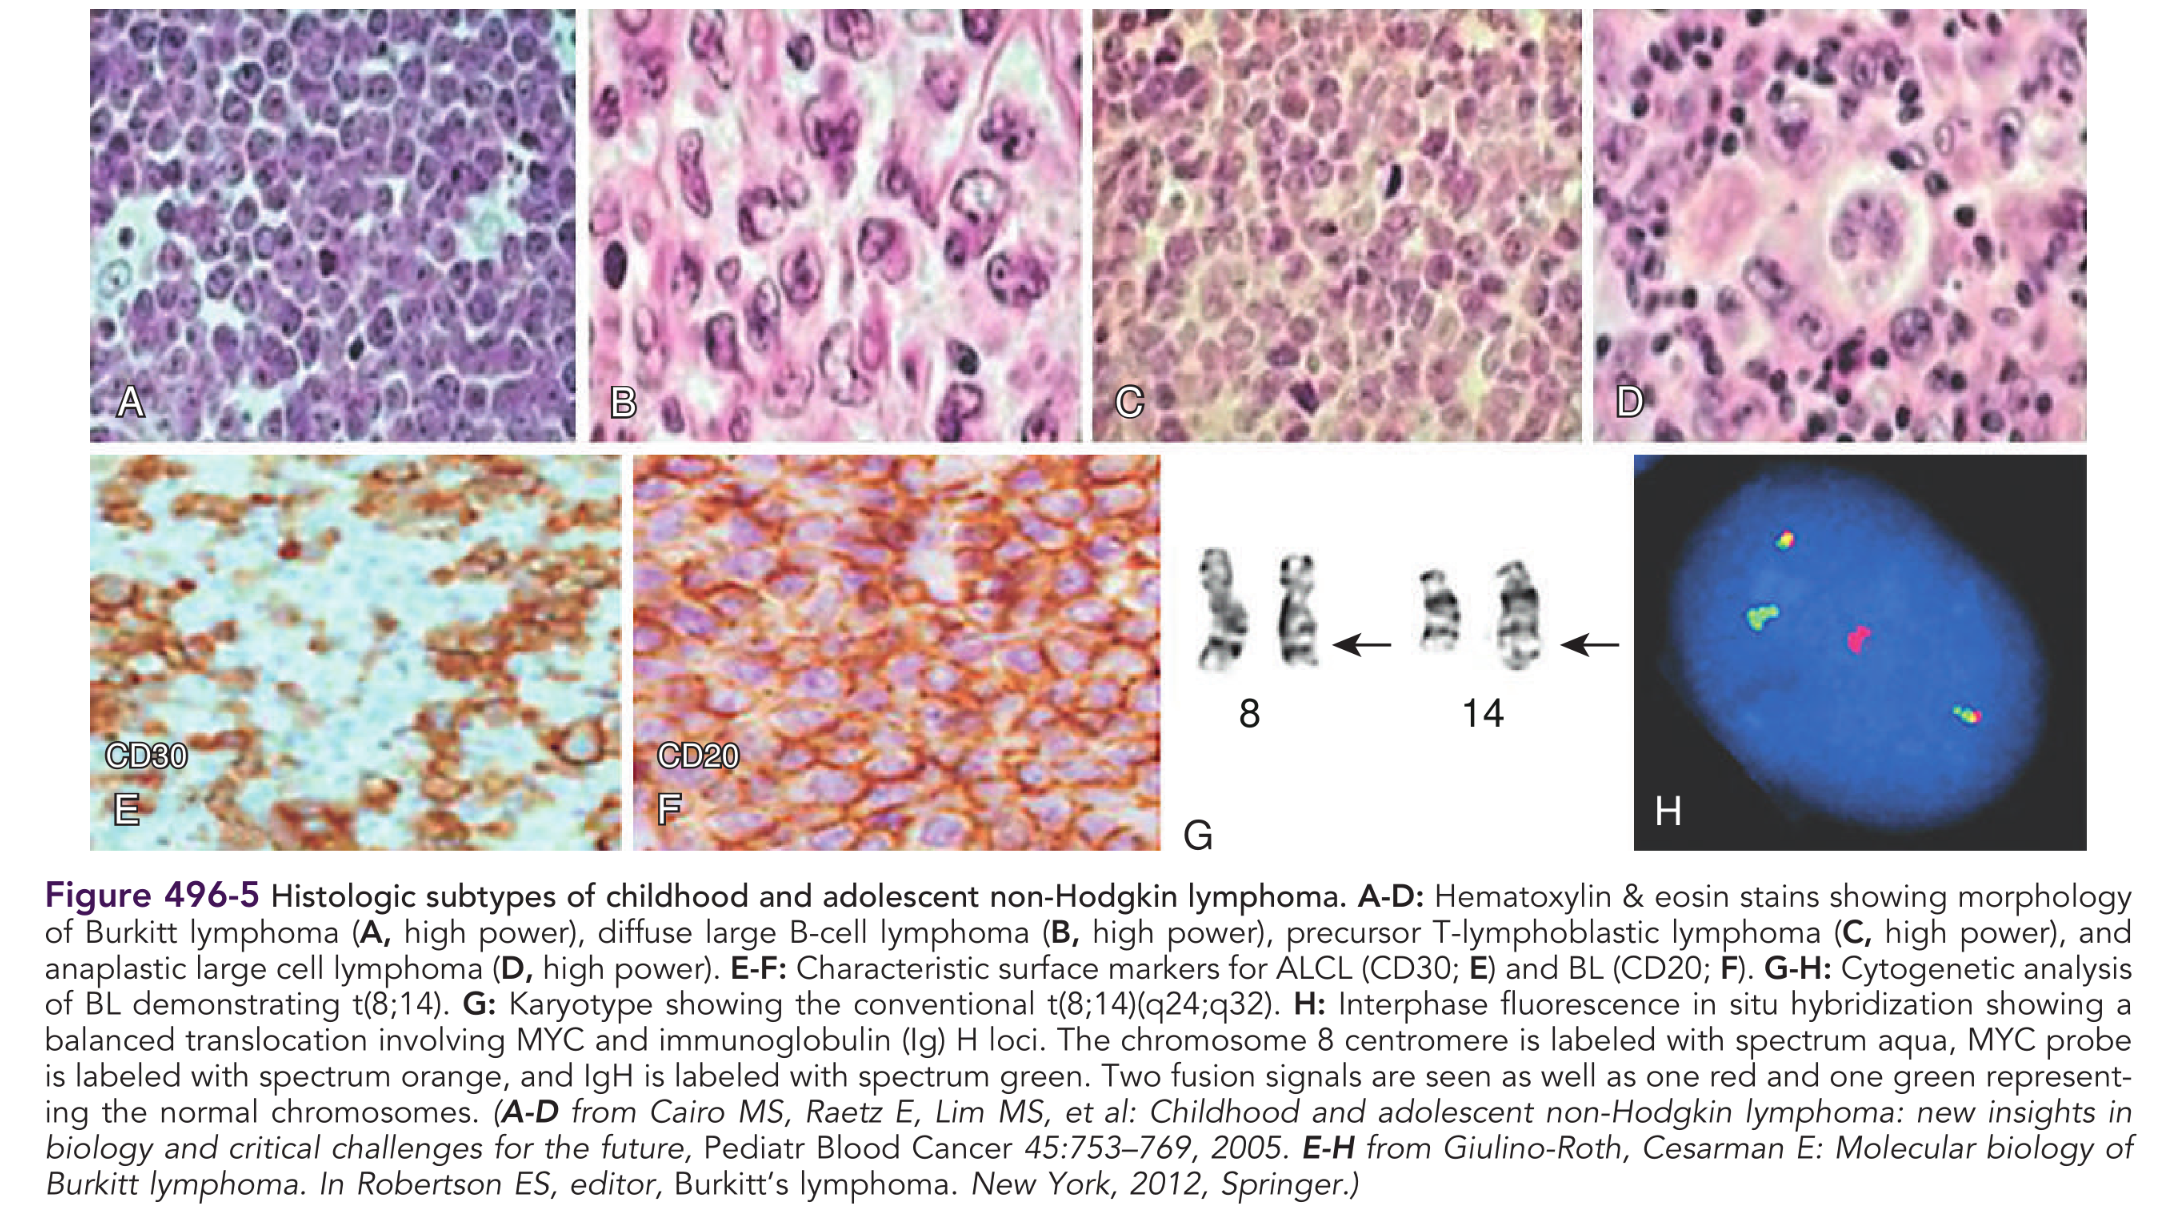 A
B
C
D
CD30
E
CD20
F
8
14
G
H
Figure 496-5 Histologic subtypes of childhood and adolescent non-Hodgkin lymphoma. A-D: Hematoxylin & eosin stains showing morphology
of Burkitt lymphoma (A, high power), diffuse large B-cell lymphoma (B, high power), precursor T-lymphoblastic lymphoma (C, high power), and
anaplastic large cell lymphoma (D, high power). E-F: Characteristic surface markers for ALCL (CD30; E) and BL (CD20; F). G-H: Cytogenetic analysis
of BL demonstrating t(8;14). G: Karyotype showing the conventional t(8;14)(q24;q32). H: Interphase fluorescence in situ hybridization showing a
balanced translocation involving MYC and immunoglobulin (Ig) H loci. The chromosome 8 centromere is labeled with spectrum aqua, MYC probe
is labeled with spectrum orange, and IgH is labeled with spectrum green. Two fusion signals are seen as well as one red and one green represent-
ing the normal chromosomes. (A-D from Cairo MS, Raetz E, Lim MS, et al: Childhood and adolescent non-Hodgkin lymphoma: new insights in
biology and critical challenges for the future, Pediatr Blood Cancer 45:753–769, 2005. E-H from Giulino-Roth, Cesarman E: Molecular biology of
Burkitt lymphoma. In Robertson ES, editor, Burkitt's lymphoma. New York, 2012, Springer.)